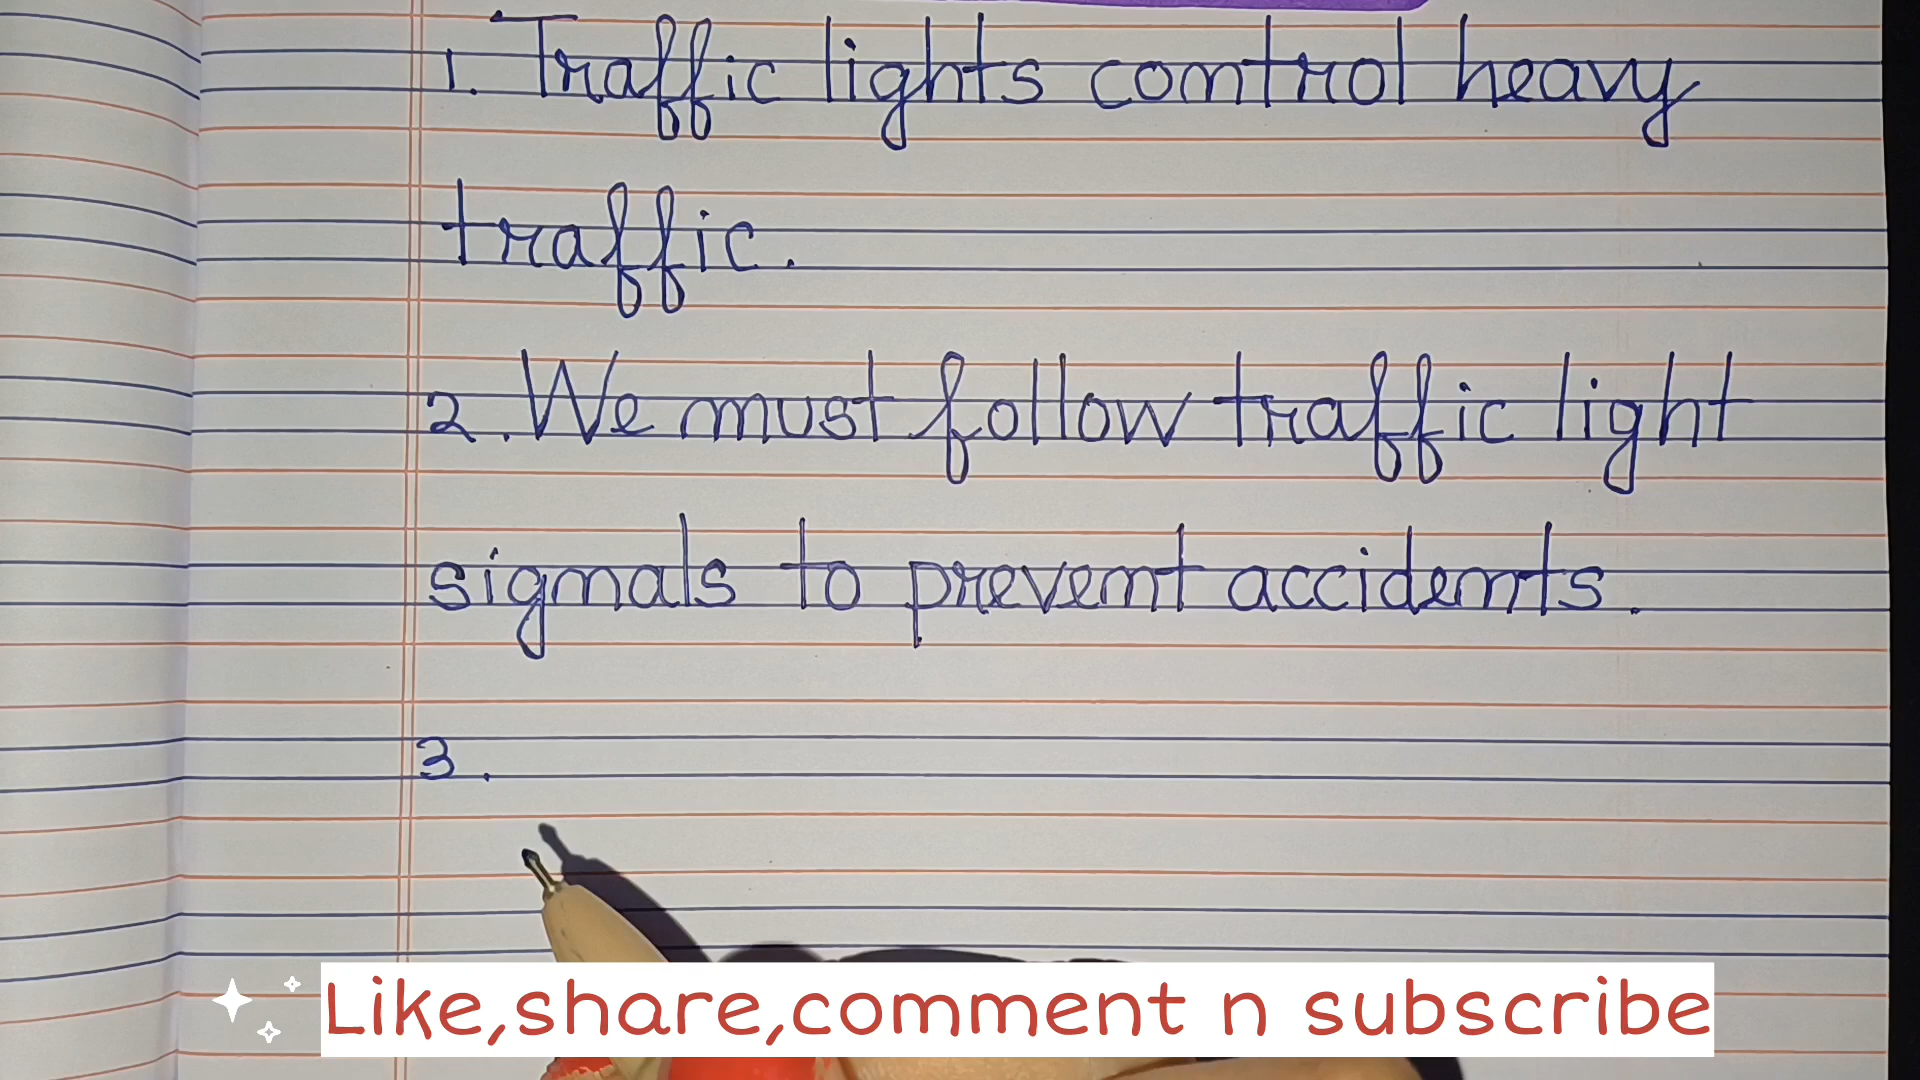 1. Traffic lights control heavy
traffic.
2. We must follow traffic light
signals to prevent accidents.
3.
Like,share,comment n subscribe